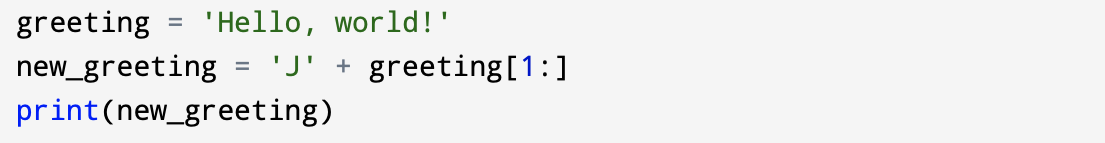 greeting = 'Hello, world!'
new_greeting = 'J' + greeting[1:]
print(new_greeting)